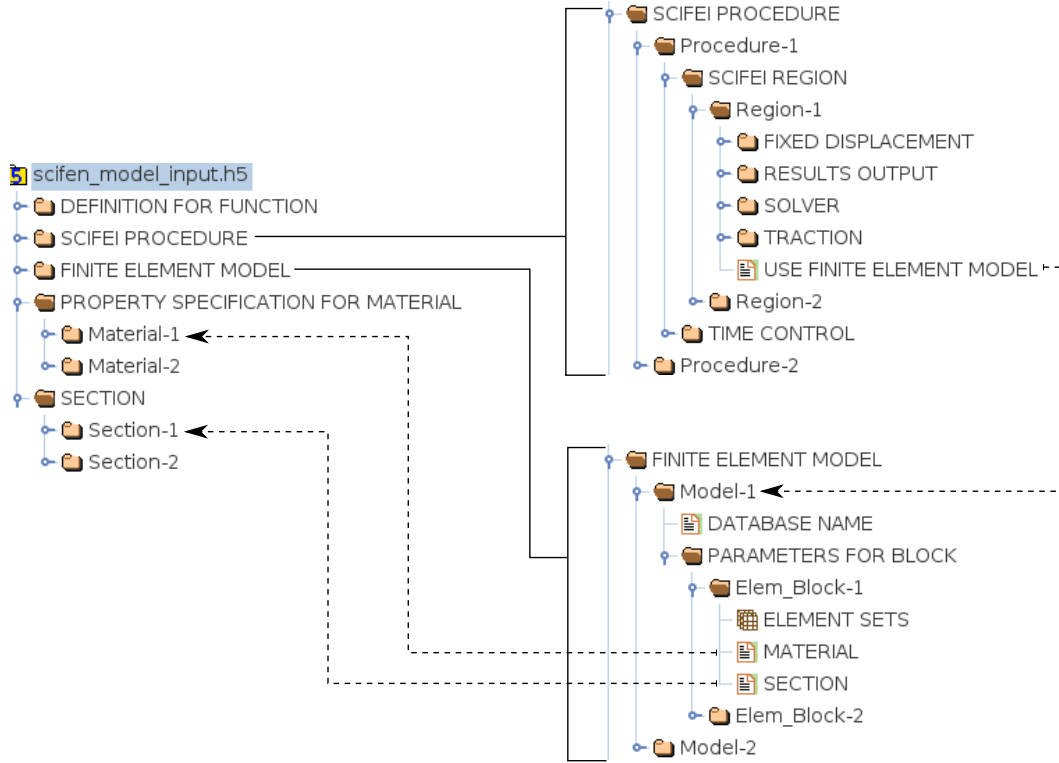 scifen_model_input.h5
DEFINITION FOR FUNCTION
SCIFEI PROCEDURE
FINITE ELEMENT MODEL
PROPERTY SPECIFICATION FOR MATERIAL
Material-1
Material-2
SECTION
Section-1
Section-2
SCIFEI PROCEDURE
Procedure-1
SCIFEI REGION
Region-1
FIXED DISPLACEMENT
RESULTS OUTPUT
SOLVER
TRACTION
USE FINITE ELEMENT MODEL
Region-2
TIME CONTROL
Procedure-2
FINITE ELEMENT MODEL
Model-1
DATABASE NAME
PARAMETERS FOR BLOCK
Elem_Block-1
ELEMENT SETS
MATERIAL
SECTION
Elem_Block-2
Model-2